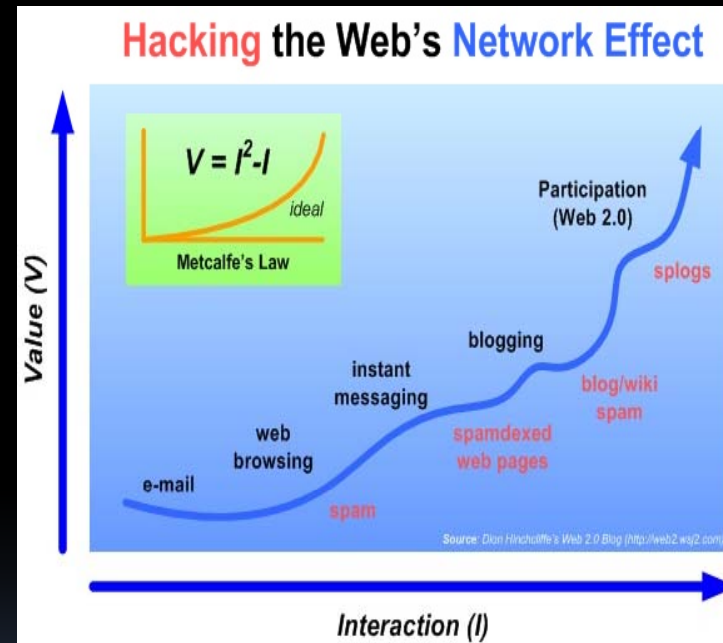 Hacking the Web's Network Effect
V = I²-I
ideal
Metcalfe's Law
Value (V)
Participation
(Web 2.0)
splogs
blogging
instant
messaging
blog/wiki
spam
web
browsing
spamdexed
web pages
e-mail
spam
Source: Dion Hinchcliffe's Web 2.0 Blog (http://web2.wsj2.com)
Interaction (I)